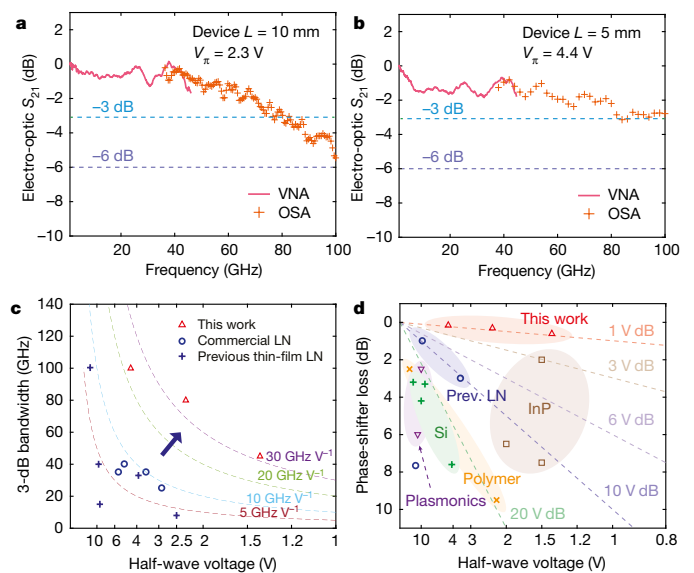 a
Device L = 10 mm
Vπ = 2.3 V
Electro-optic S21 (dB)
2
0
−2
−4
−6
−8
−10
−3 dB
−6 dB
VNA
OSA
20
40
60
80
100
Frequency (GHz)
b
Device L = 5 mm
Vπ = 4.4 V
Electro-optic S21 (dB)
4
2
0
−2
−4
−6
−8
−10
−3 dB
−6 dB
VNA
OSA
20
40
60
80
100
Frequency (GHz)
c
3-dB bandwidth (GHz)
140
120
100
80
60
40
20
0
This work
Commercial LN
Previous thin-film LN
30 GHz V−1
20 GHz V−1
10 GHz V−1
5 GHz V−1
10
6
5
4
3
2.5
2
1.5
1.2
1
Half-wave voltage (V)
d
Phase-shifter loss (dB)
0
2
4
6
8
10
This work
1 V dB
3 V dB
Prev. LN
InP
6 V dB
Si
Polymer
10 V dB
Plasmonics
20 V dB
10
4
3
2
1.5
1.2
1
0.8
Half-wave voltage (V)